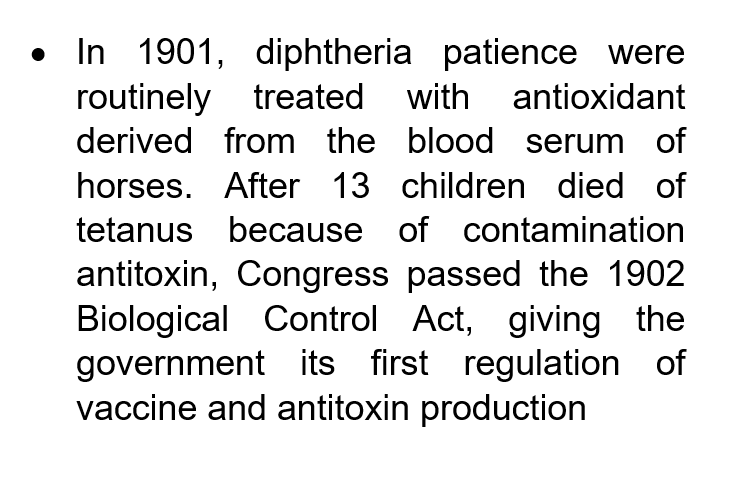 • In 1901, diphtheria patience were
routinely treated with antioxidant
derived from the blood serum of
horses. After 13 children died of
tetanus because of contamination
antitoxin, Congress passed the 1902
Biological Control Act, giving the
government its first regulation of
vaccine and antitoxin production